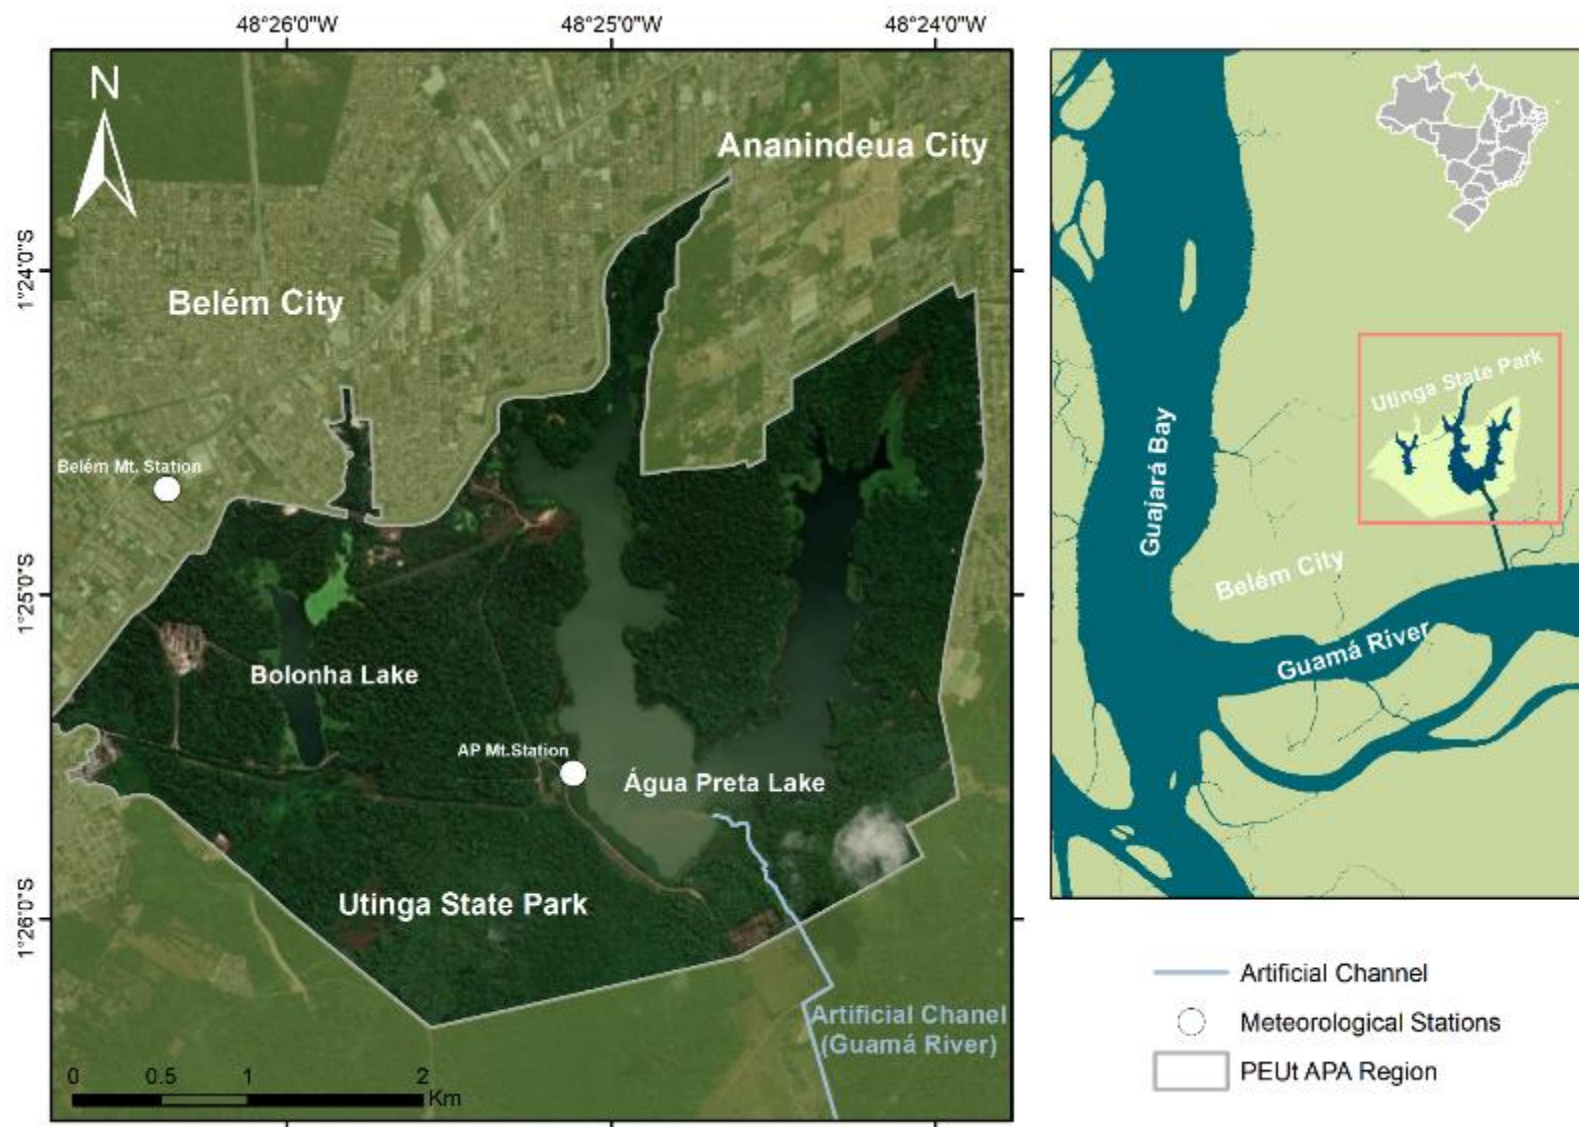 48°26'0"W
48°25'0"W
48°24'0"W
N
Ananindeua City
Belém City
1°24'0"S
Belém Mt. Station
1°25'0"S
Bolonha Lake
AP Mt.Station
Água Preta Lake
Utinga State Park
1°26'0"S
Artificial Chanel
(Guamá River)
0 0.5 1 2
Km
Utinga State Park
Guajará Bay
Belém City
Guamá River
Artificial Channel
Meteorological Stations
PEUt APA Region